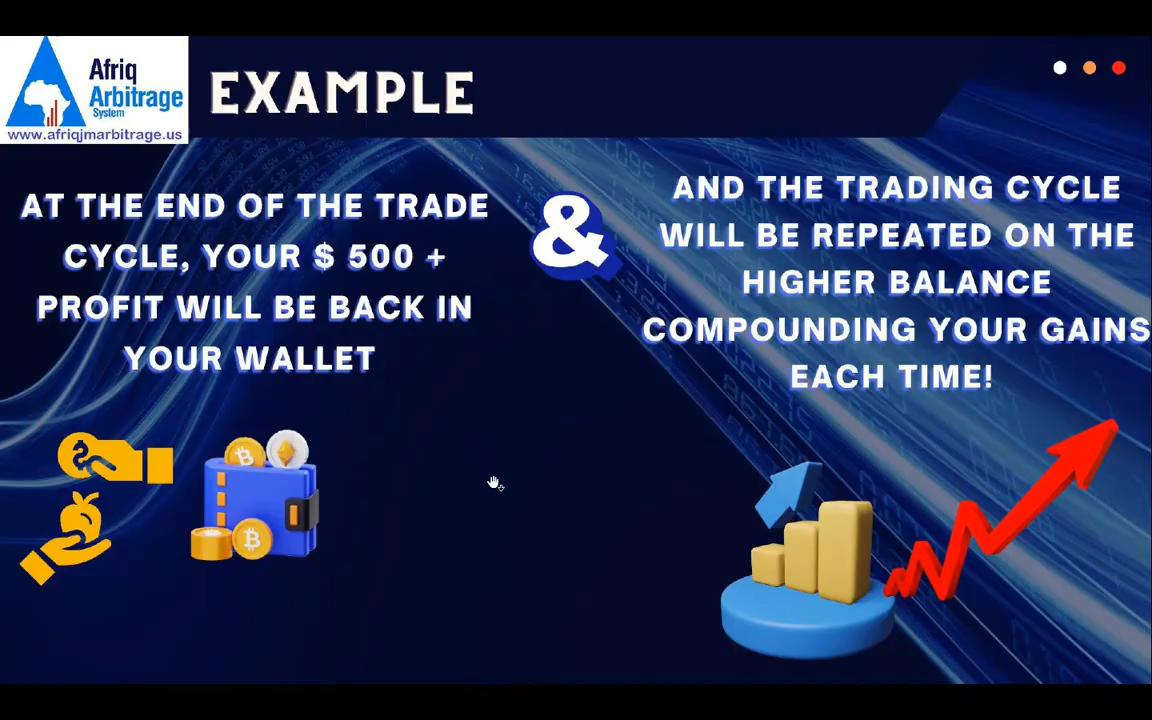 Afriq
Arbitrage
System
www.afriqjmarbitrage.us
EXAMPLE
AT THE END OF THE TRADE
CYCLE, YOUR $ 500 +
PROFIT WILL BE BACK IN
YOUR WALLET
&
AND THE TRADING CYCLE
WILL BE REPEATED ON THE
HIGHER BALANCE
COMPOUNDING YOUR GAINS
EACH TIME!